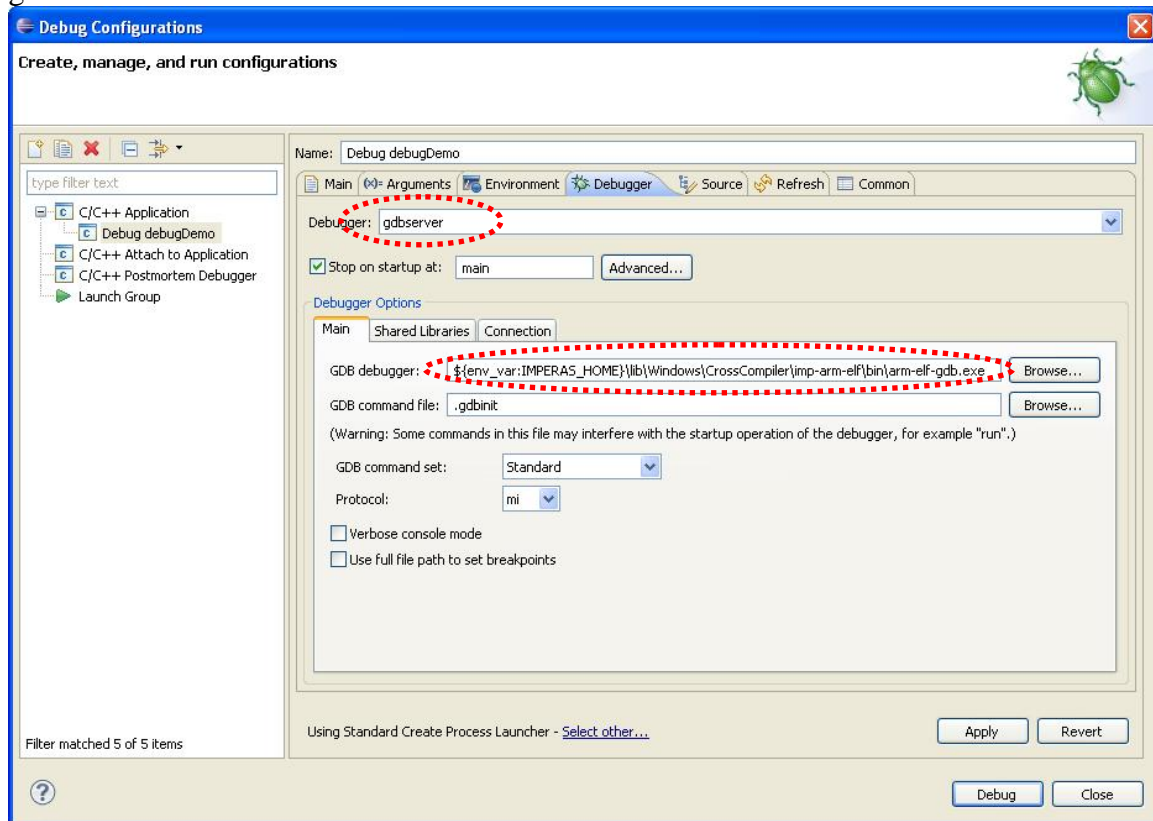 Debug Configurations
Create, manage, and run configurations
Name: Debug debugDemo
type filter text
Main (x)= Arguments Environment Debugger Source Refresh Common
C/C++ Application
Debug debugDemo
C/C++ Attach to Application
C/C++ Postmortem Debugger
Launch Group
Debugger: gdbserver
Stop on startup at: main Advanced...
Debugger Options
Main Shared Libraries Connection
GDB debugger: ${env_var:IMPERAS_HOME}\lib\Windows\CrossCompiler\imp-arm-elf\bin\arm-elf-gdb.exe Browse...
GDB command file: .gdbinit Browse...
(Warning: Some commands in this file may interfere with the startup operation of the debugger, for example "run".)
GDB command set: Standard
Protocol: mi
Verbose console mode
Use full file path to set breakpoints
Filter matched 5 of 5 items
Using Standard Create Process Launcher - Select other...
Apply Revert
Debug Close